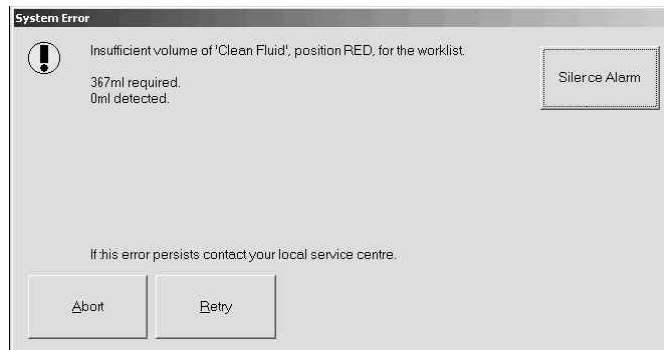 System Error
Insufficient volume of 'Clean Fluid', position RED, for the worklist.
367ml required.
0ml detected.
Silence Alarm
If this error persists contact your local service centre.
Abort
Retry